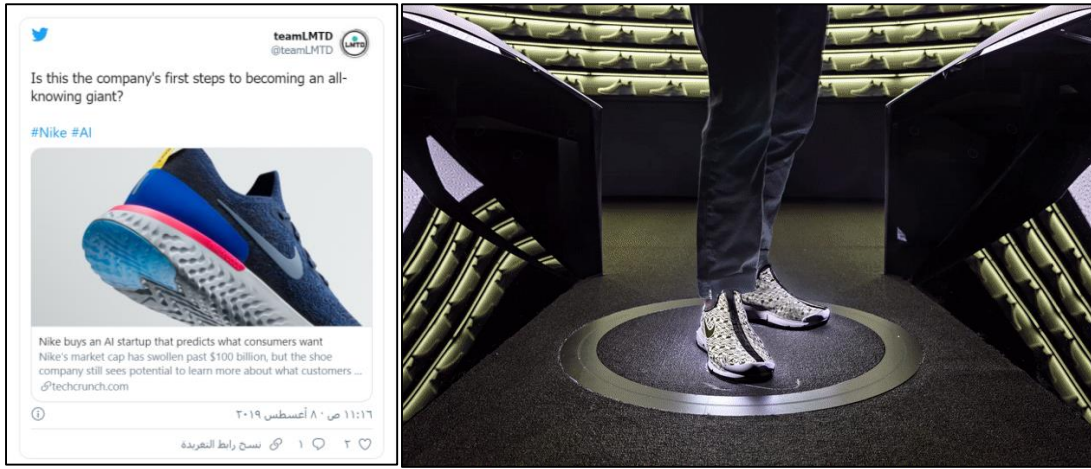 teamLMTD
@teamLMTD
LMTD
Is this the company's first steps to becoming an all-
knowing giant?
#Nike #AI
Nike buys an AI startup that predicts what consumers want
Nike's market cap has swollen past $100 billion, but the shoe
company still sees potential to learn more about what customers ...
techcrunch.com
١١:١٦ ص · ٨ أغسطس ٢٠١٩
٢ ١ نسخ رابط التغريدة